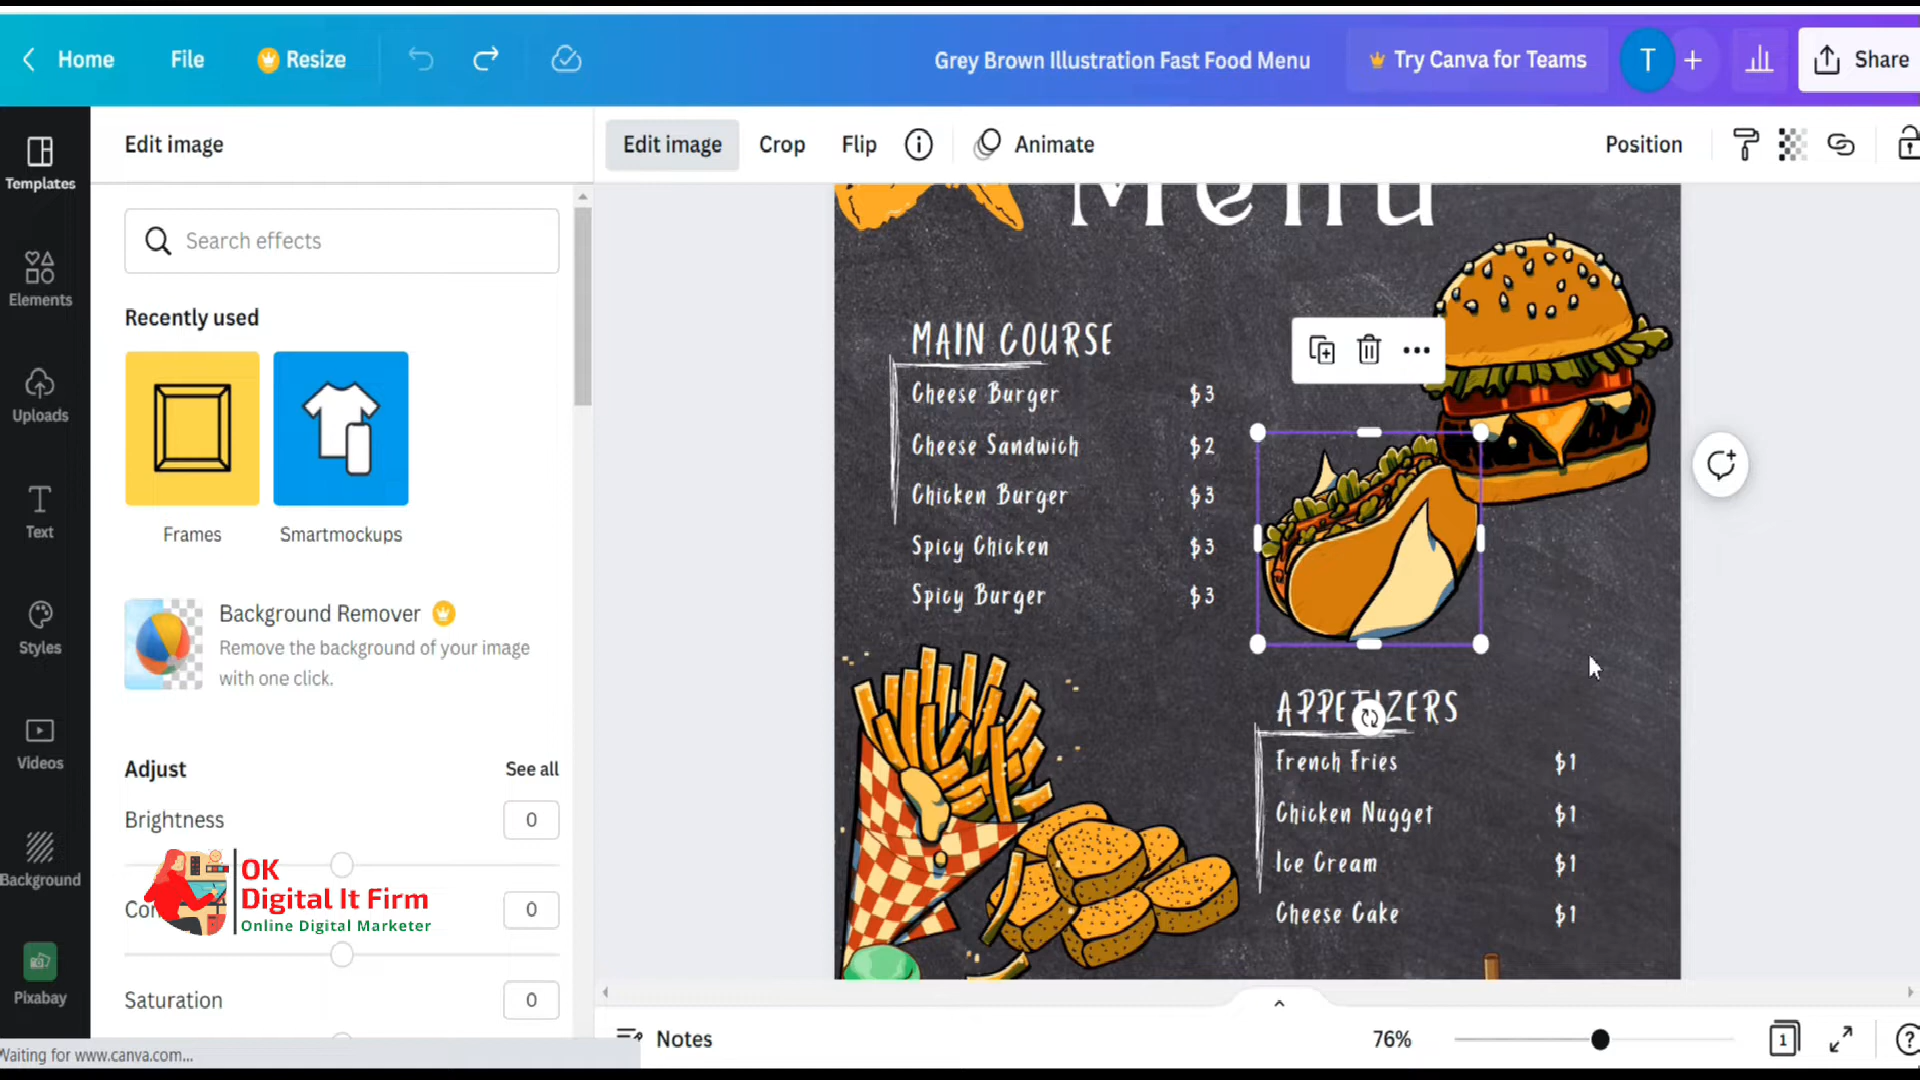 Home
File
Resize
Grey Brown Illustration Fast Food Menu
Try Canva for Teams
T
Share
Templates
Elements
Uploads
Text
Styles
Videos
Background
Pixabay
Edit image
Search effects
Recently used
Frames
Smartmockups
Background Remover
Remove the background of your image
with one click.
Adjust
See all
Brightness
0
OK
Digital It Firm
Online Digital Marketer
0
Saturation
0
Waiting for www.canva.com...
Edit image
Crop
Flip
Animate
Position
Menu
MAIN COURSE
Cheese Burger $3
Cheese Sandwich $2
Chicken Burger $3
Spicy Chicken $3
Spicy Burger $3
APPETIZERS
French Fries $1
Chicken Nugget $1
Ice Cream $1
Cheese Cake $1
Notes
76%
1
?